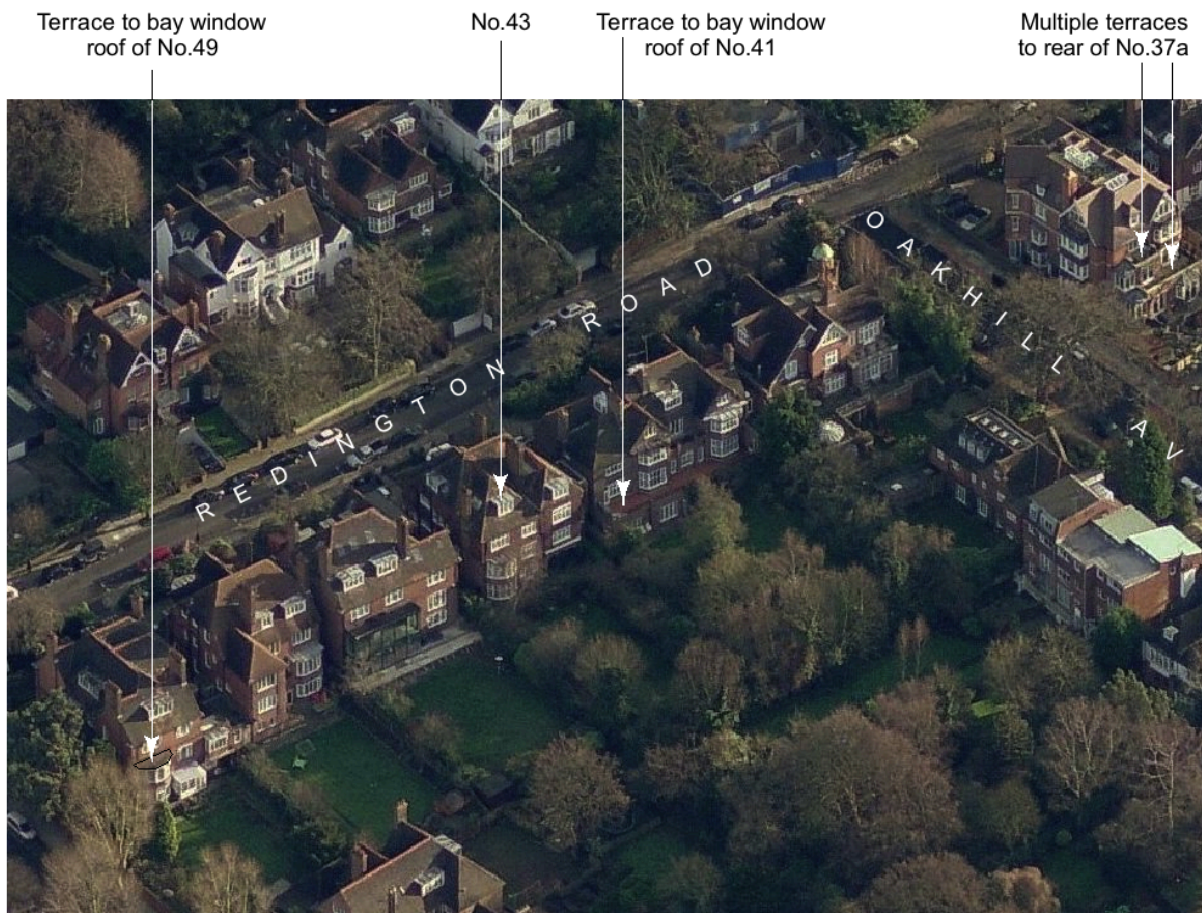 Terrace to bay window
roof of No.49
No.43
Terrace to bay window
roof of No.41
Multiple terraces
to rear of No.37a
REDINGTON ROAD
OAKHILL AV